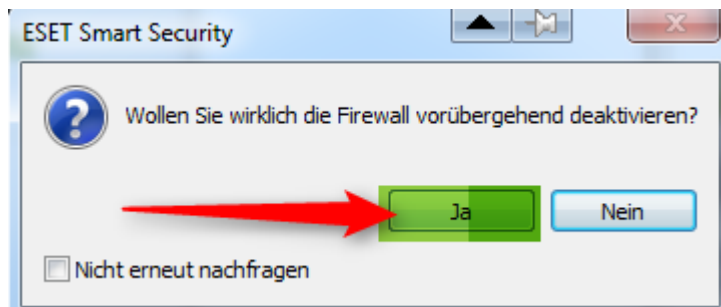 ESET Smart Security
Wollen Sie wirklich die Firewall vorübergehend deaktivieren?
Ja
Nein
Nicht erneut nachfragen